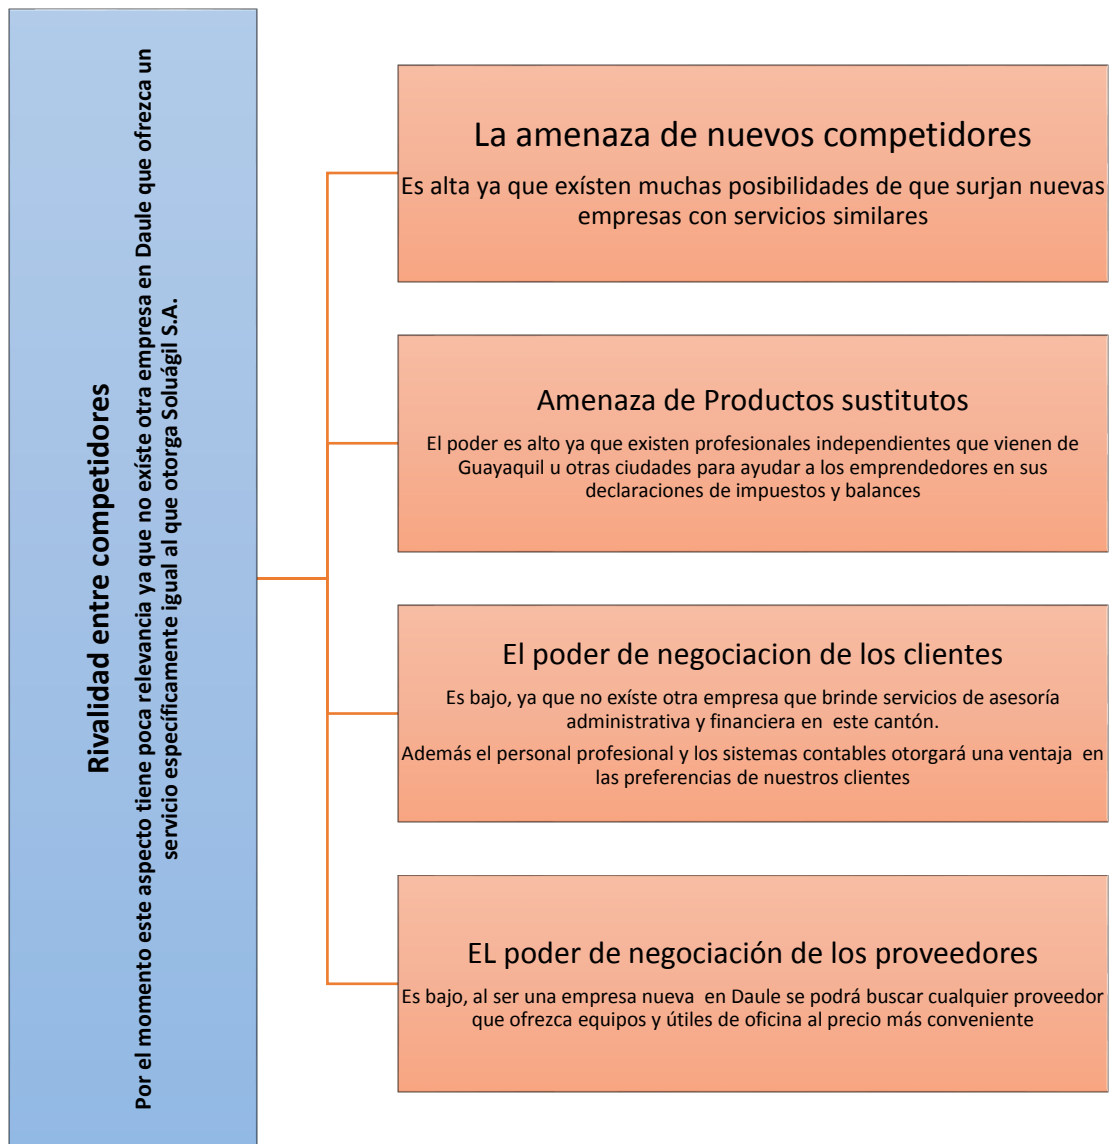 Rivalidad entre competidores
Por el momento este aspecto tiene poca relevancia ya que no exíste otra empresa en Daule que ofrezca un
servicio específicamente igual al que otorga Soluágil S.A.
La amenaza de nuevos competidores
Es alta ya que exísten muchas posibilidades de que surjan nuevas
empresas con servicios similares
Amenaza de Productos sustitutos
El poder es alto ya que existen profesionales independientes que vienen de
Guayaquil u otras ciudades para ayudar a los emprendedores en sus
declaraciones de impuestos y balances
El poder de negociacion de los clientes
Es bajo, ya que no exíste otra empresa que brinde servicios de asesoría
administrativa y financiera en este cantón.
Además el personal profesional y los sistemas contables otorgará una ventaja en
las preferencias de nuestros clientes
EL poder de negociación de los proveedores
Es bajo, al ser una empresa nueva en Daule se podrá buscar cualquier proveedor
que ofrezca equipos y útiles de oficina al precio más conveniente